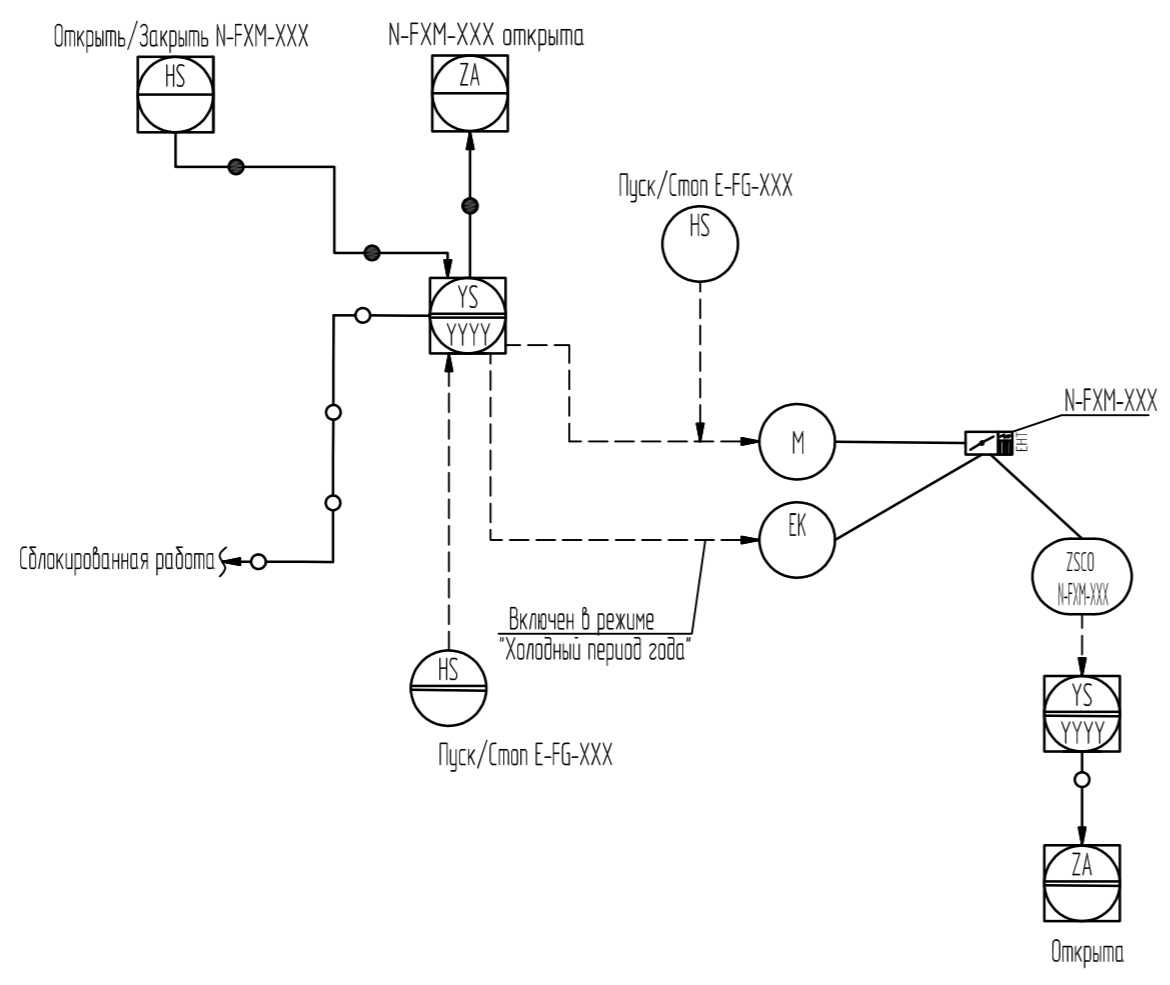 Открыть/Закрыть N-FXM-XXX
HS
N-FXM-XXX открыта
ZA
Пуск/Стоп E-FG-XXX
HS
YS
YYYY
N-FXM-XXX
EHT
M
EK
Сблокированная работа
ZSCO
N-FXM-XXX
Включен в режиме
"Холодный период года"
HS
Пуск/Стоп E-FG-XXX
YS
YYYY
ZA
Открыта